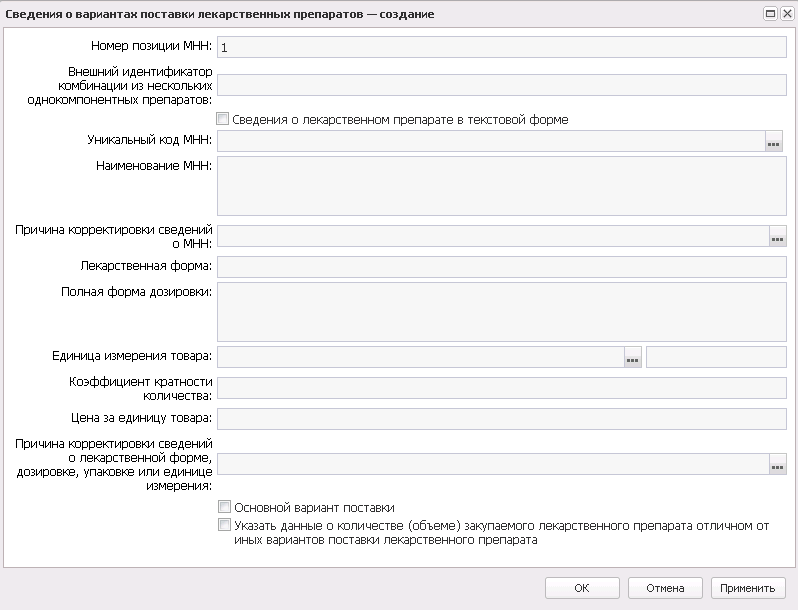 Сведения о вариантах поставки лекарственных препаратов — создание
Номер позиции МНН: 1
Внешний идентификатор
комбинации из нескольких
однокомпонентных препаратов:
Сведения о лекарственном препарате в текстовой форме
Уникальный код МНН:
Наименование МНН:
Причина корректировки сведений
о МНН:
Лекарственная форма:
Полная форма дозировки:
Единица измерения товара:
Коэффициент кратности
количества:
Цена за единицу товара:
Причина корректировки сведений
о лекарственной форме,
дозировке, упаковке или единице
измерения:
Основной вариант поставки
Указать данные о количестве (объеме) закупаемого лекарственного препарата отличном от
иных вариантов поставки лекарственного препарата
ОК Отмена Применить